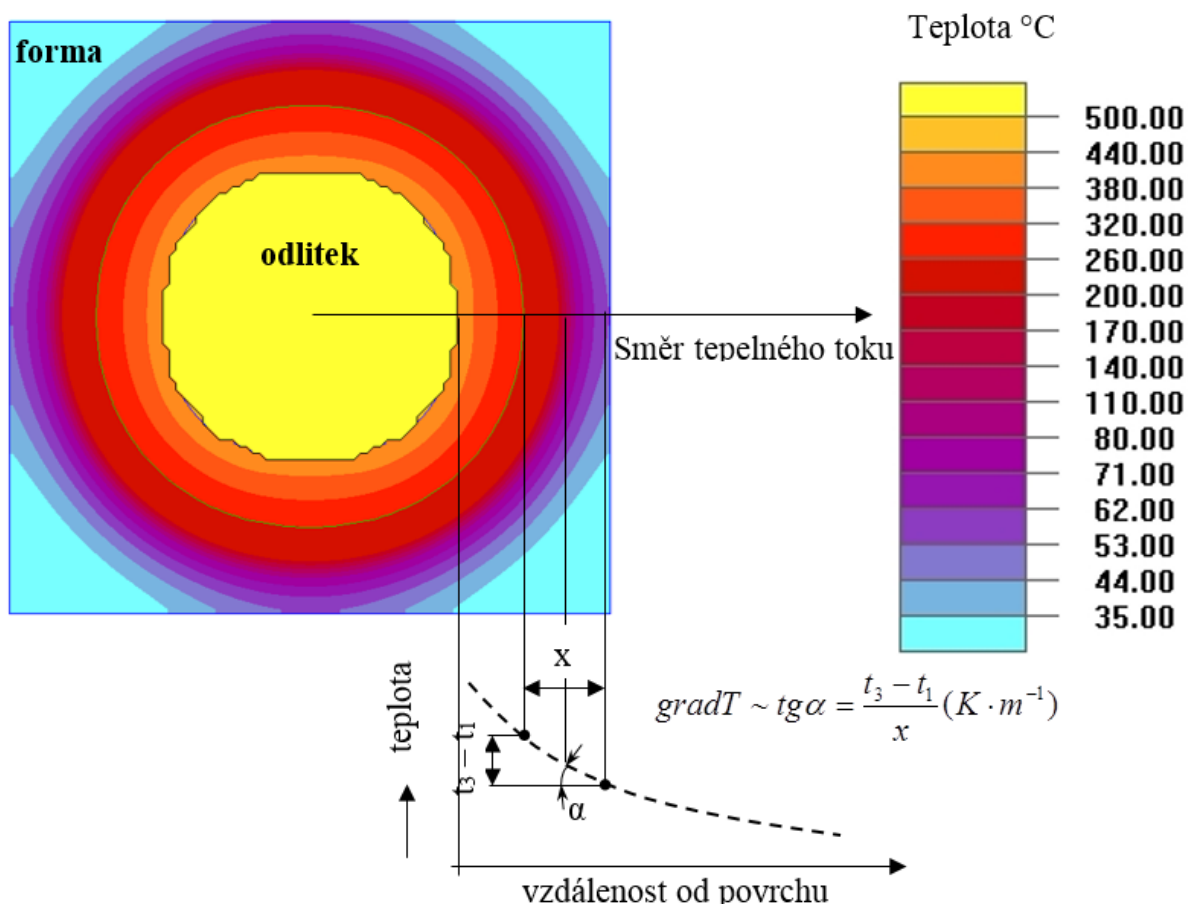 forma
odlitek
Teplota °C
500.00
440.00
380.00
320.00
260.00
200.00
170.00
140.00
110.00
80.00
71.00
62.00
53.00
44.00
35.00
Směr tepelného toku
x
teplota
t₃ – t₁
α
gradT ~ tgα = \frac{t₃ − t₁}{x} (K · m⁻¹)
vzdálenost od povrchu